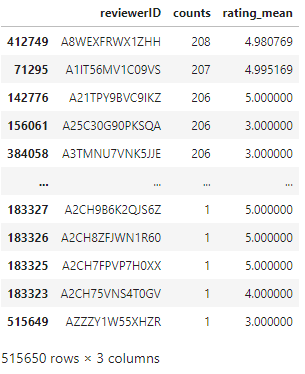 reviewerID counts rating_mean
412749 A8WEXFRWX1ZHH 208 4.980769
71295 A1IT56MV1C09VS 207 4.995169
142776 A21TPY9BVC9IKZ 206 5.000000
156061 A25C30G90PKSQA 206 3.000000
384058 A3TMNU7VNK5JJE 206 3.000000
... ... ... ...
183327 A2CH9B6K2QJS6Z 1 5.000000
183326 A2CH8ZFJWN1R60 1 5.000000
183325 A2CH7FPVP7H0XX 1 5.000000
183323 A2CH75VNS4T0GV 1 4.000000
515649 AZZZY1W55XHZR 1 3.000000
515650 rows × 3 columns